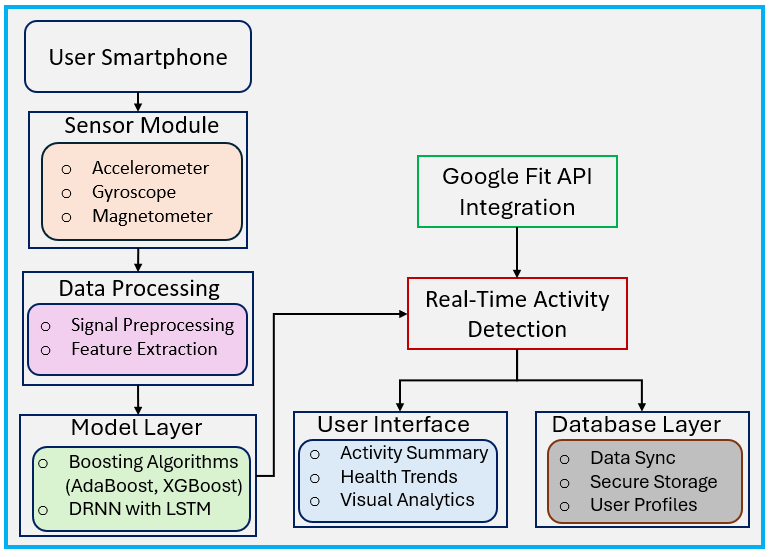 User Smartphone
Sensor Module
○ Accelerometer
○ Gyroscope
○ Magnetometer
Data Processing
○ Signal Preprocessing
○ Feature Extraction
Model Layer
○ Boosting Algorithms
(AdaBoost, XGBoost)
○ DRNN with LSTM
Google Fit API
Integration
Real-Time Activity
Detection
User Interface
○ Activity Summary
○ Health Trends
○ Visual Analytics
Database Layer
○ Data Sync
○ Secure Storage
○ User Profiles